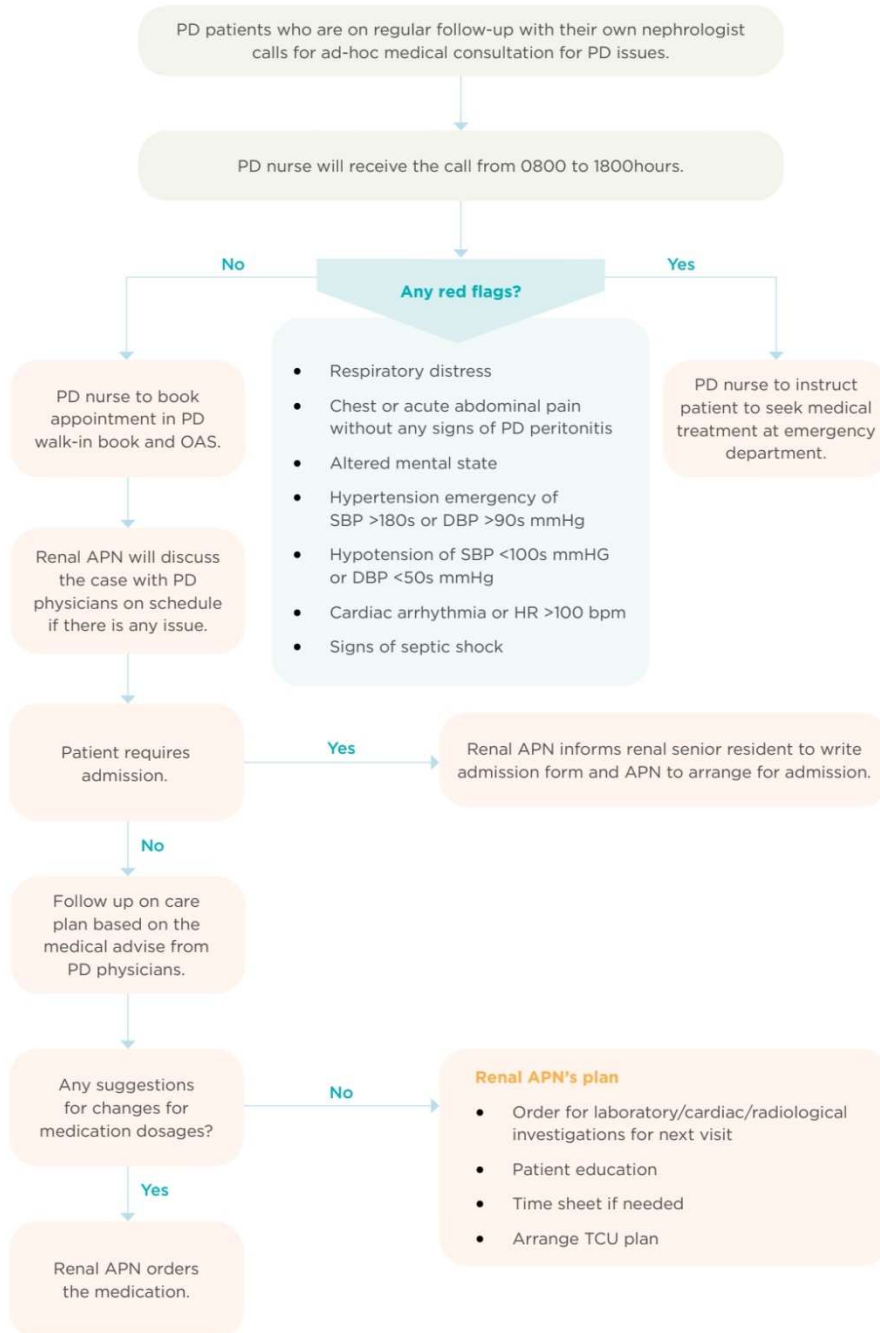 PD patients who are on regular follow-up with their own nephrologist
calls for ad-hoc medical consultation for PD issues.
PD nurse will receive the call from 0800 to 1800hours.
No
Any red flags?
Yes
• Respiratory distress
• Chest or acute abdominal pain
without any signs of PD peritonitis
• Altered mental state
• Hypertension emergency of
SBP >180s or DBP >90s mmHg
• Hypotension of SBP <100s mmHG
or DBP <50s mmHg
• Cardiac arrhythmia or HR >100 bpm
• Signs of septic shock
PD nurse to instruct
patient to seek medical
treatment at emergency
department.
PD nurse to book
appointment in PD
walk-in book and OAS.
Renal APN will discuss
the case with PD
physicians on schedule
if there is any issue.
Patient requires
admission.
Yes
Renal APN informs renal senior resident to write
admission form and APN to arrange for admission.
No
Follow up on care
plan based on the
medical advise from
PD physicians.
Any suggestions
for changes for
medication dosages?
No
Renal APN's plan
• Order for laboratory/cardiac/radiological
investigations for next visit
• Patient education
• Time sheet if needed
• Arrange TCU plan
Yes
Renal APN orders
the medication.